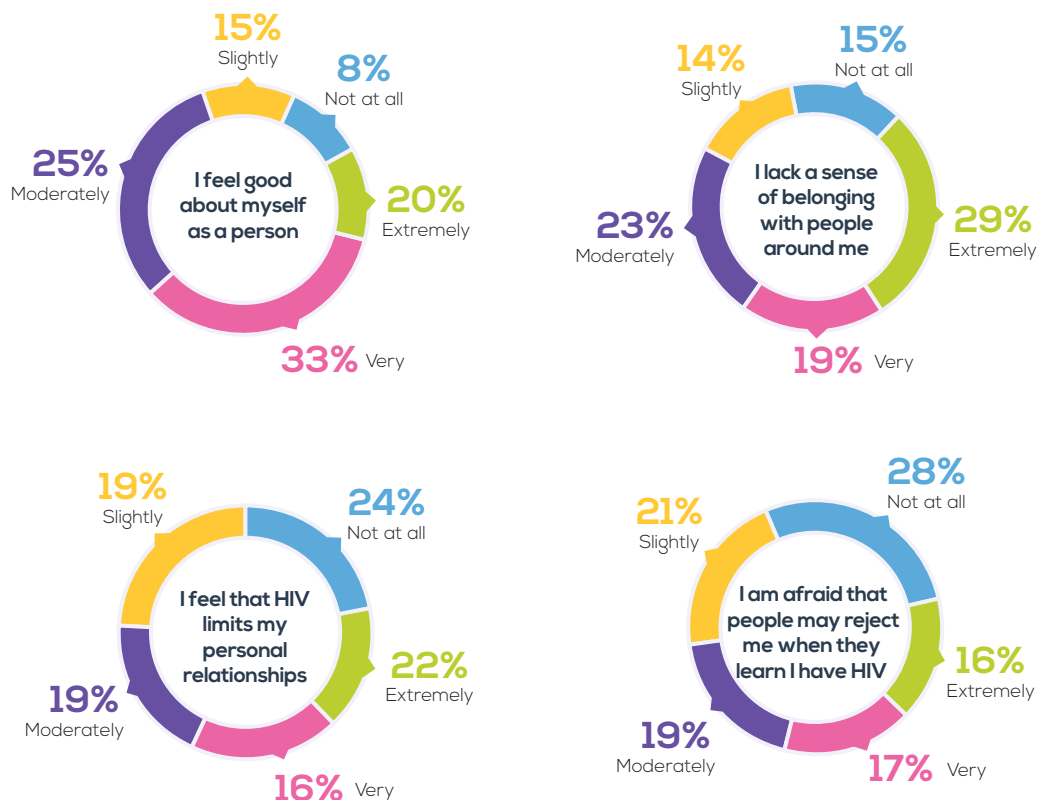 15%
Slightly
8%
Not at all
25%
Moderately
I feel good
about myself
as a person
20%
Extremely
33% Very
15%
Not at all
14%
Slightly
I lack a sense
of belonging
with people
around me
23%
Moderately
29%
Extremely
19% Very
19%
Slightly
24%
Not at all
I feel that HIV
limits my
personal
relationships
22%
Extremely
19%
Moderately
16% Very
28%
Not at all
21%
Slightly
I am afraid that
people may reject
me when they
learn I have HIV
16%
Extremely
19%
Moderately
17% Very